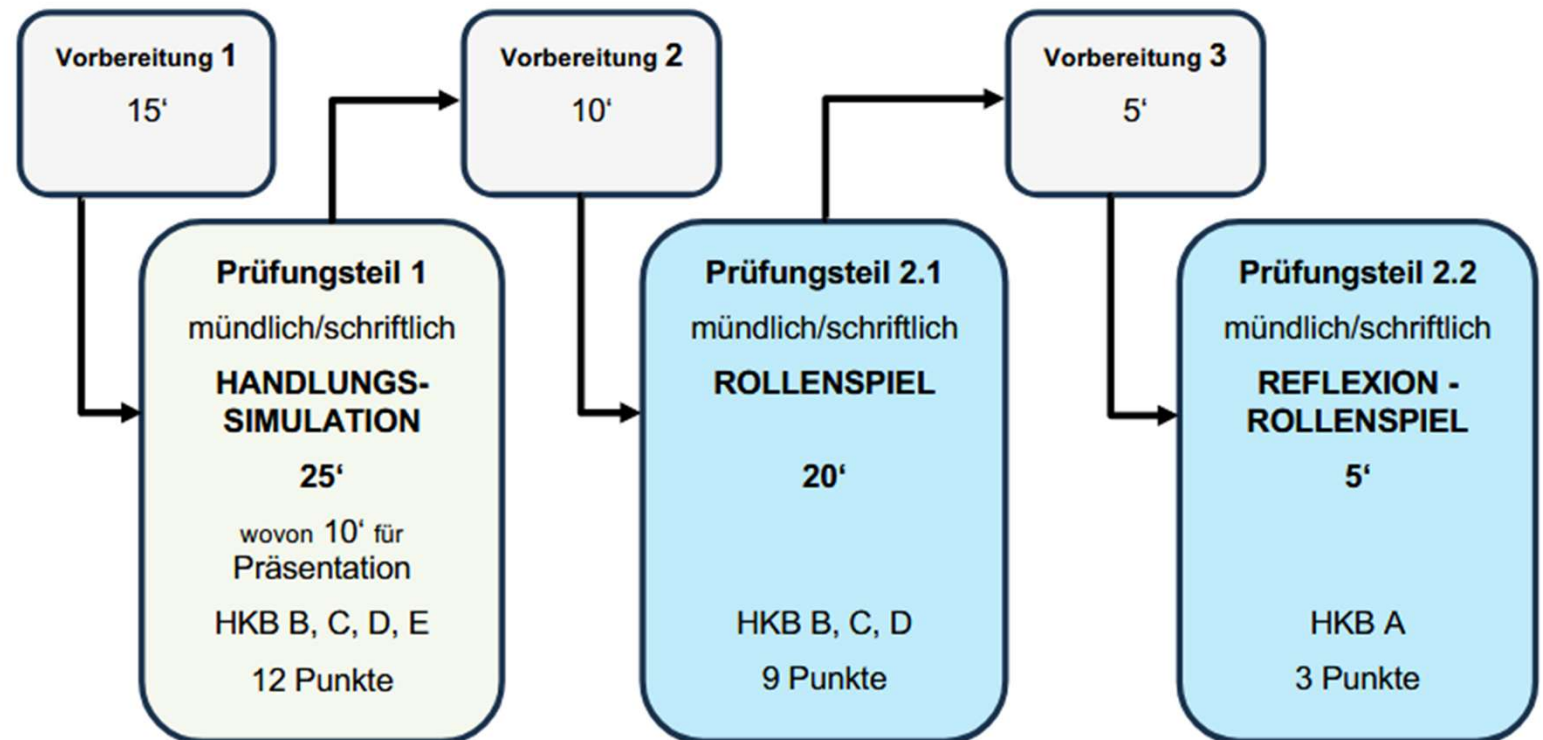 Vorbereitung 1
15‘
Vorbereitung 2
10‘
Vorbereitung 3
5‘
Prüfungsteil 1
mündlich/schriftlich
HANDLUNGS-
SIMULATION
25‘
wovon 10‘ für
Präsentation
HKB B, C, D, E
12 Punkte
Prüfungsteil 2.1
mündlich/schriftlich
ROLLENSPIEL
20‘
HKB B, C, D
9 Punkte
Prüfungsteil 2.2
mündlich/schriftlich
REFLEXION -
ROLLENSPIEL
5‘
HKB A
3 Punkte